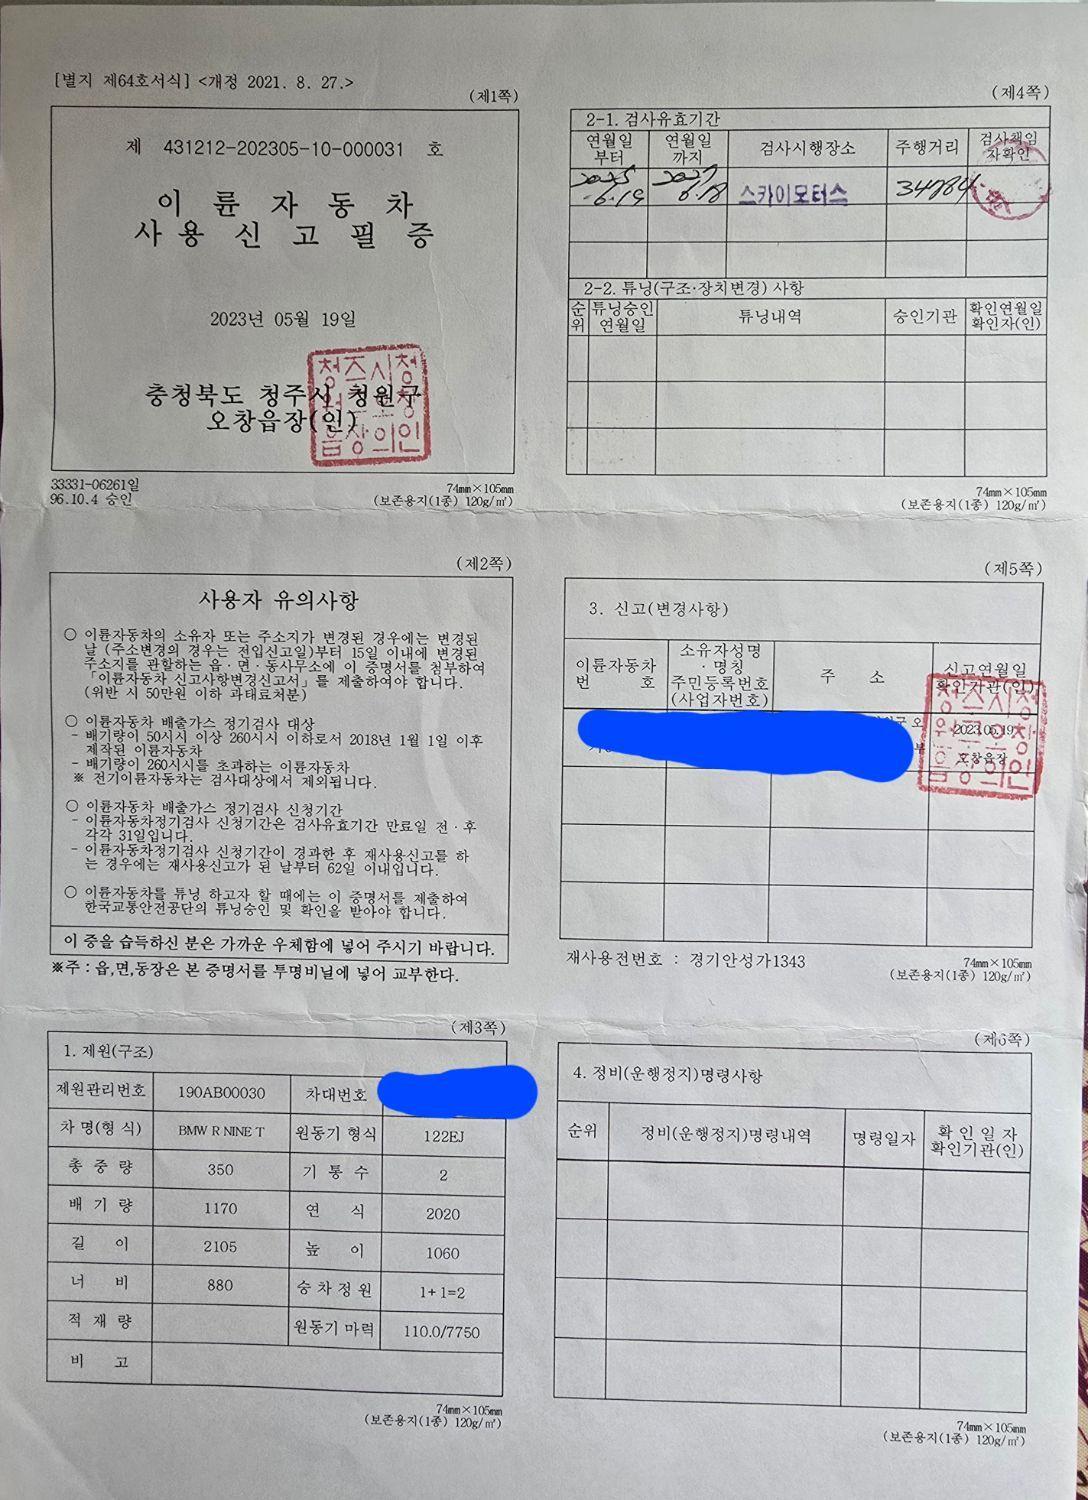 [별지 제64호서식] <개정 2021. 8. 27.>
(제1쪽)
제 431212-202305-10-000031 호
이 륜 자 동 차
사 용 신 고 필 증
2023년 05월 19일
충청북도 청주시 청원구
오창읍장(인)
33331-06261일
96.10.4 승인
74㎜×105㎜
(보존용지(1종) 120g/㎡)
(제4쪽)
2-1. 검사유효기간
연월일 부터 연월일 까지 검사시행장소 주행거리 검사책임자확인
2025 6.19 2027 6.18 스카이모터스 34784
2-2. 튜닝(구조·장치변경) 사항
순위 튜닝승인 연월일 튜닝내역 승인기관 확인연월일 확인자(인)
74㎜×105㎜
(보존용지(1종) 120g/㎡)
(제2쪽)
사용자 유의사항
○ 이륜자동차의 소유자 또는 주소지가 변경된 경우에는 변경된
날 (주소변경의 경우는 전입신고일)부터 15일 이내에 변경된
주소지를 관할하는 읍·면·동사무소에 이 증명서를 첨부하여
「이륜자동차 신고사항변경신고서」를 제출하여야 합니다.
(위반 시 50만원 이하 과태료처분)
○ 이륜자동차 배출가스 정기검사 대상
- 배기량이 50시시 이상 260시시 이하로서 2018년 1월 1일 이후
제작된 이륜자동차
- 배기량이 260시시를 초과하는 이륜자동차
※ 전기이륜자동차는 검사대상에서 제외됩니다.
○ 이륜자동차 배출가스 정기검사 신청기간
- 이륜자동차정기검사 신청기간은 검사유효기간 만료일 전·후
각각 31일입니다.
- 이륜자동차정기검사 신청기간이 경과한 후 재사용신고를 하
는 경우에는 재사용신고가 된 날부터 62일 이내입니다.
○ 이륜자동차를 튜닝 하고자 할 때에는 이 증명서를 제출하여
한국교통안전공단의 튜닝승인 및 확인을 받아야 합니다.
이 증을 습득하신 분은 가까운 우체함에 넣어 주시기 바랍니다.
※주 : 읍,면,동장은 본 증명서를 투명비닐에 넣어 교부한다.
(제5쪽)
3. 신고(변경사항)
이륜자동차 번 호 소유자성명·명칭 주민등록번호 (사업자번호) 주 소 신고연월일 확인기관(인)
2023.05.19
오창읍장
재사용전번호 : 경기안성가1343
74㎜×105㎜
(보존용지(1종) 120g/㎡)
(제3쪽)
1. 제원(구조)
제원관리번호 190AB00030 차대번호
차 명(형 식) BMW R NINE T 원동기 형식 122EJ
총 중 량 350 기 통 수 2
배 기 량 1170 연 식 2020
길 이 2105 높 이 1060
너 비 880 승 차 정 원 1+1=2
적 재 량 원동기 마력 110.0/7750
비 고
74㎜×105㎜
(보존용지(1종) 120g/㎡)
(제6쪽)
4. 정비(운행정지)명령사항
순위 정비(운행정지)명령내역 명령일자 확 인 일 자 확인기관(인)
74㎜×105㎜
(보존용지(1종) 120g/㎡)